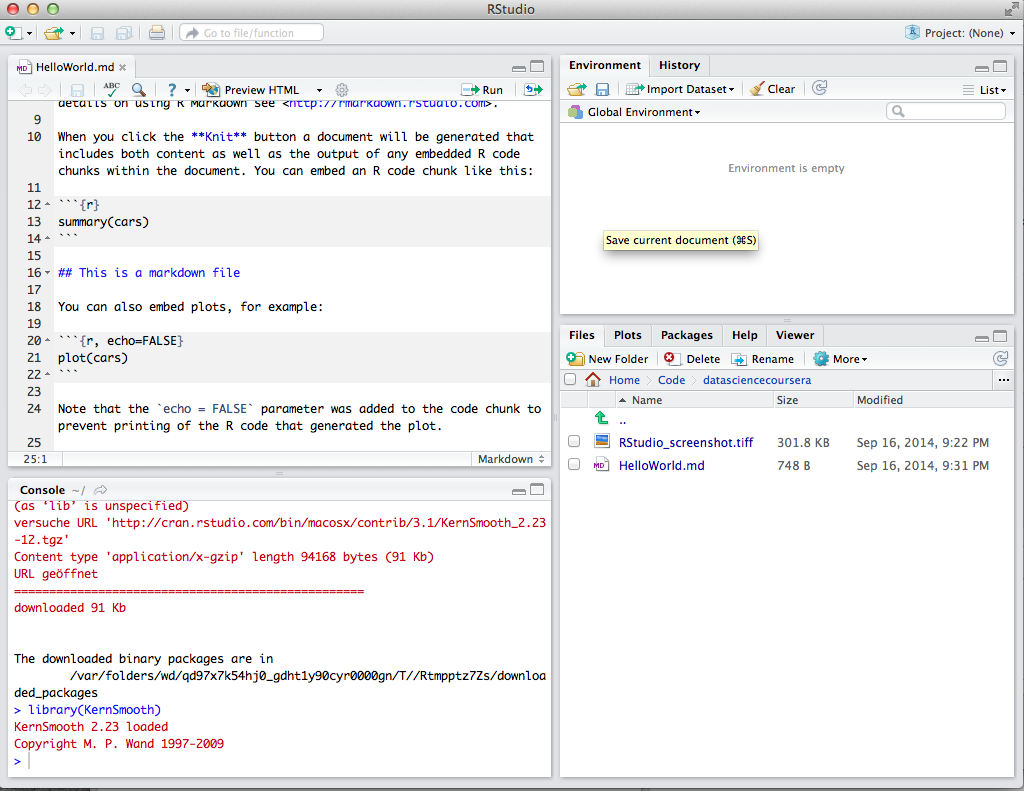 RStudio
Go to file/function
Project: (None)
HelloWorld.md
ABC
Preview HTML
Run
details on using R Markdown see <http://rmarkdown.rstudio.com>.
9
10 When you click the **Knit** button a document will be generated that
includes both content as well as the output of any embedded R code
chunks within the document. You can embed an R code chunk like this:
11
12 ```{r}
13 summary(cars)
14 ```
15
16 ## This is a markdown file
17
18 You can also embed plots, for example:
19
20 ```{r, echo=FALSE}
21 plot(cars)
22 ```
23
24 Note that the `echo = FALSE` parameter was added to the code chunk to
prevent printing of the R code that generated the plot.
25
25:1
Markdown
Console ~/
(as ‘lib’ is unspecified)
versuche URL 'http://cran.rstudio.com/bin/macosx/contrib/3.1/KernSmooth_2.23
-12.tgz'
Content type 'application/x-gzip' length 94168 bytes (91 Kb)
URL geöffnet
==================================================
downloaded 91 Kb
The downloaded binary packages are in
/var/folders/wd/qd97x7k54hj0_gdht1y90cyr0000gn/T//Rtmpptz7Zs/downloa
ded_packages
> library(KernSmooth)
KernSmooth 2.23 loaded
Copyright M. P. Wand 1997-2009
>
Environment History
Import Dataset Clear List
Global Environment
Environment is empty
Save current document (⌘S)
Files Plots Packages Help Viewer
New Folder Delete Rename More
Home Code datasciencecoursera ...
Name Size Modified
..
RStudio_screenshot.tiff 301.8 KB Sep 16, 2014, 9:22 PM
MD HelloWorld.md 748 B Sep 16, 2014, 9:31 PM